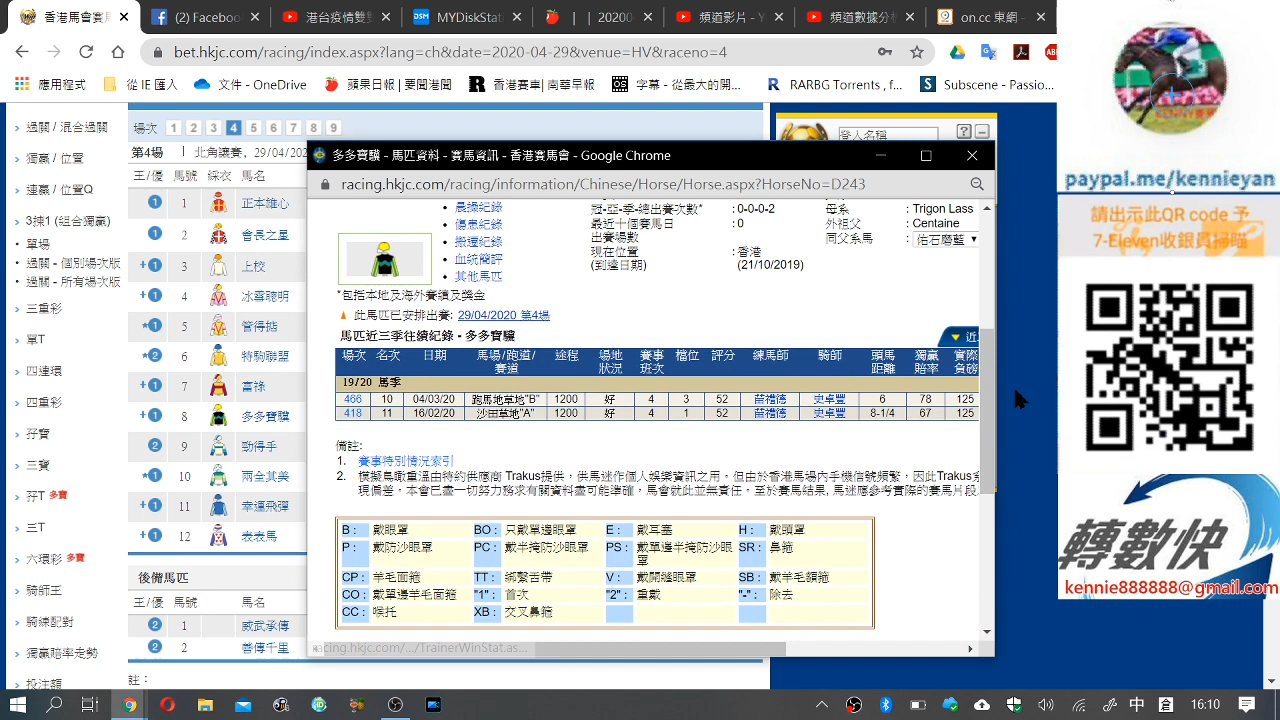 香港馬會賽
(2) Facebo
港台疫情雙
MYDiskStat
| 2020
頻道影片 - Y
頻道數據分析
on.cc 東網 -
bet.hkjc.com/racing/index.aspx?lang=ch&date=2020-04-29&venue=HV&raceno=4
應用程式
從 IE 匯入
文件 - OneDrive
香港賽馬|南華早報
字幕 - 從最大的開...
RARBG Torrents , f...
Subscene - Passio...
過關 / 混合過關
獨贏 / 位置
連贏 / 位置Q
3揀1 (組合獨贏)
單場
過關 - 個別場次版
過關 - 所有場次版
三重彩
單T
四連環
四重彩
孖寶
三寶
孖T 多寶
三T
六環彩 多寶
騎師王
騎練配對
獨贏賠率走勢
投注額
場次 1 2 3 4 5 6 7 8 9
第4場 | 北角讓賽, 29/04/202
王/優 馬號 綵衣 馬名
1 1 正本雄心
1 2 會長之星
+1 3 上校
+1 4 冰雪聰明
*1 5 管得掂
*2 6 特駒聯盟
+1 7 富祿
+1 8 多多寶驥
2 9 勁得手
*1 10 兩全其美
+1 11 幸運飛彈
+1 12 表表馬
後備馬匹
王/優 馬號 馬名
2 1 威武承傳
2 2 善傳千里
註：
登入名稱
多多寶驥 - 馬匹資料 - 賽馬資訊 - 香港賽馬會 - Google Chrome
racing.hkjc.com/racing/information/Chinese/Horse/Horse.aspx?HorseNo=D243
晨操紀錄
傷患紀錄
搬遷紀錄
血統簡評
其他馬匹
冠-亞-季-總出賽次數* : 0-0-0-2
最近十個賽馬日 : 0
出賽場數
現在位置 : 香港
(到達日期) (21/10/2019)
母系 : Trigon Lass
外祖父 : Centaine
同父系馬 :
*包括本地及海外賽績及獎金
此馬匹已安排出賽: 29/04/2020 第4場
馬匹近三季往績紀錄 - 多多寶驥
場次 名次 日期 馬場/跑道/賽道 途程 場地狀況 賽事班次 檔位 評分 練馬師 騎師 頭馬距離 獨贏賠率 實際負磅
19/20 馬季
466 10 04/03/20 跑馬地草地"B" 1200 好 4 3 52 苗禮德 史卓豐 6 78 125
418 11 16/02/20 沙田草地"A" 1200 好 4 1 52 苗禮德 史卓豐 8-1/4 67 125
備註:
1. 賽事特別情況索引
2. 模擬鳥瞰重溫由特約供應商 Trakus提供，供馬迷作個人娛樂資訊之用。但由於香港馬場內手機信號頻繁，因此Trakus系
現偏差。本會已盡一切努力務求有關資料盡可能準確，馬會就此並無責任。至於賽馬結果, 馬迷應參考實際的賽馬片段
B : 戴眼罩 BO : 只戴單邊眼罩 E : 戴耳塞 H : 戴頭罩
P : 戴防沙眼罩 PC : 戴半掩防沙眼罩 PS : 戴單邊半掩防沙眼罩 SR : 鼻箍
CP : 羊毛面箍 TT : 綁繫舌帶 V : 戴開縫眼罩 SB : 戴羊毛額箍
CO : 戴單邊羊毛面箍 "1" : 首次 "2" : 重戴 "-" : 除去
CC : 喉托 XB : 交叉鼻箍
racing.hkjc.com/.../TrainerWinStat.as...
paypal.me/kennieyan
請出示此QR code 予
7-Eleven收銀員掃瞄
轉數快
kennie888888@gmail.com
中
16:10